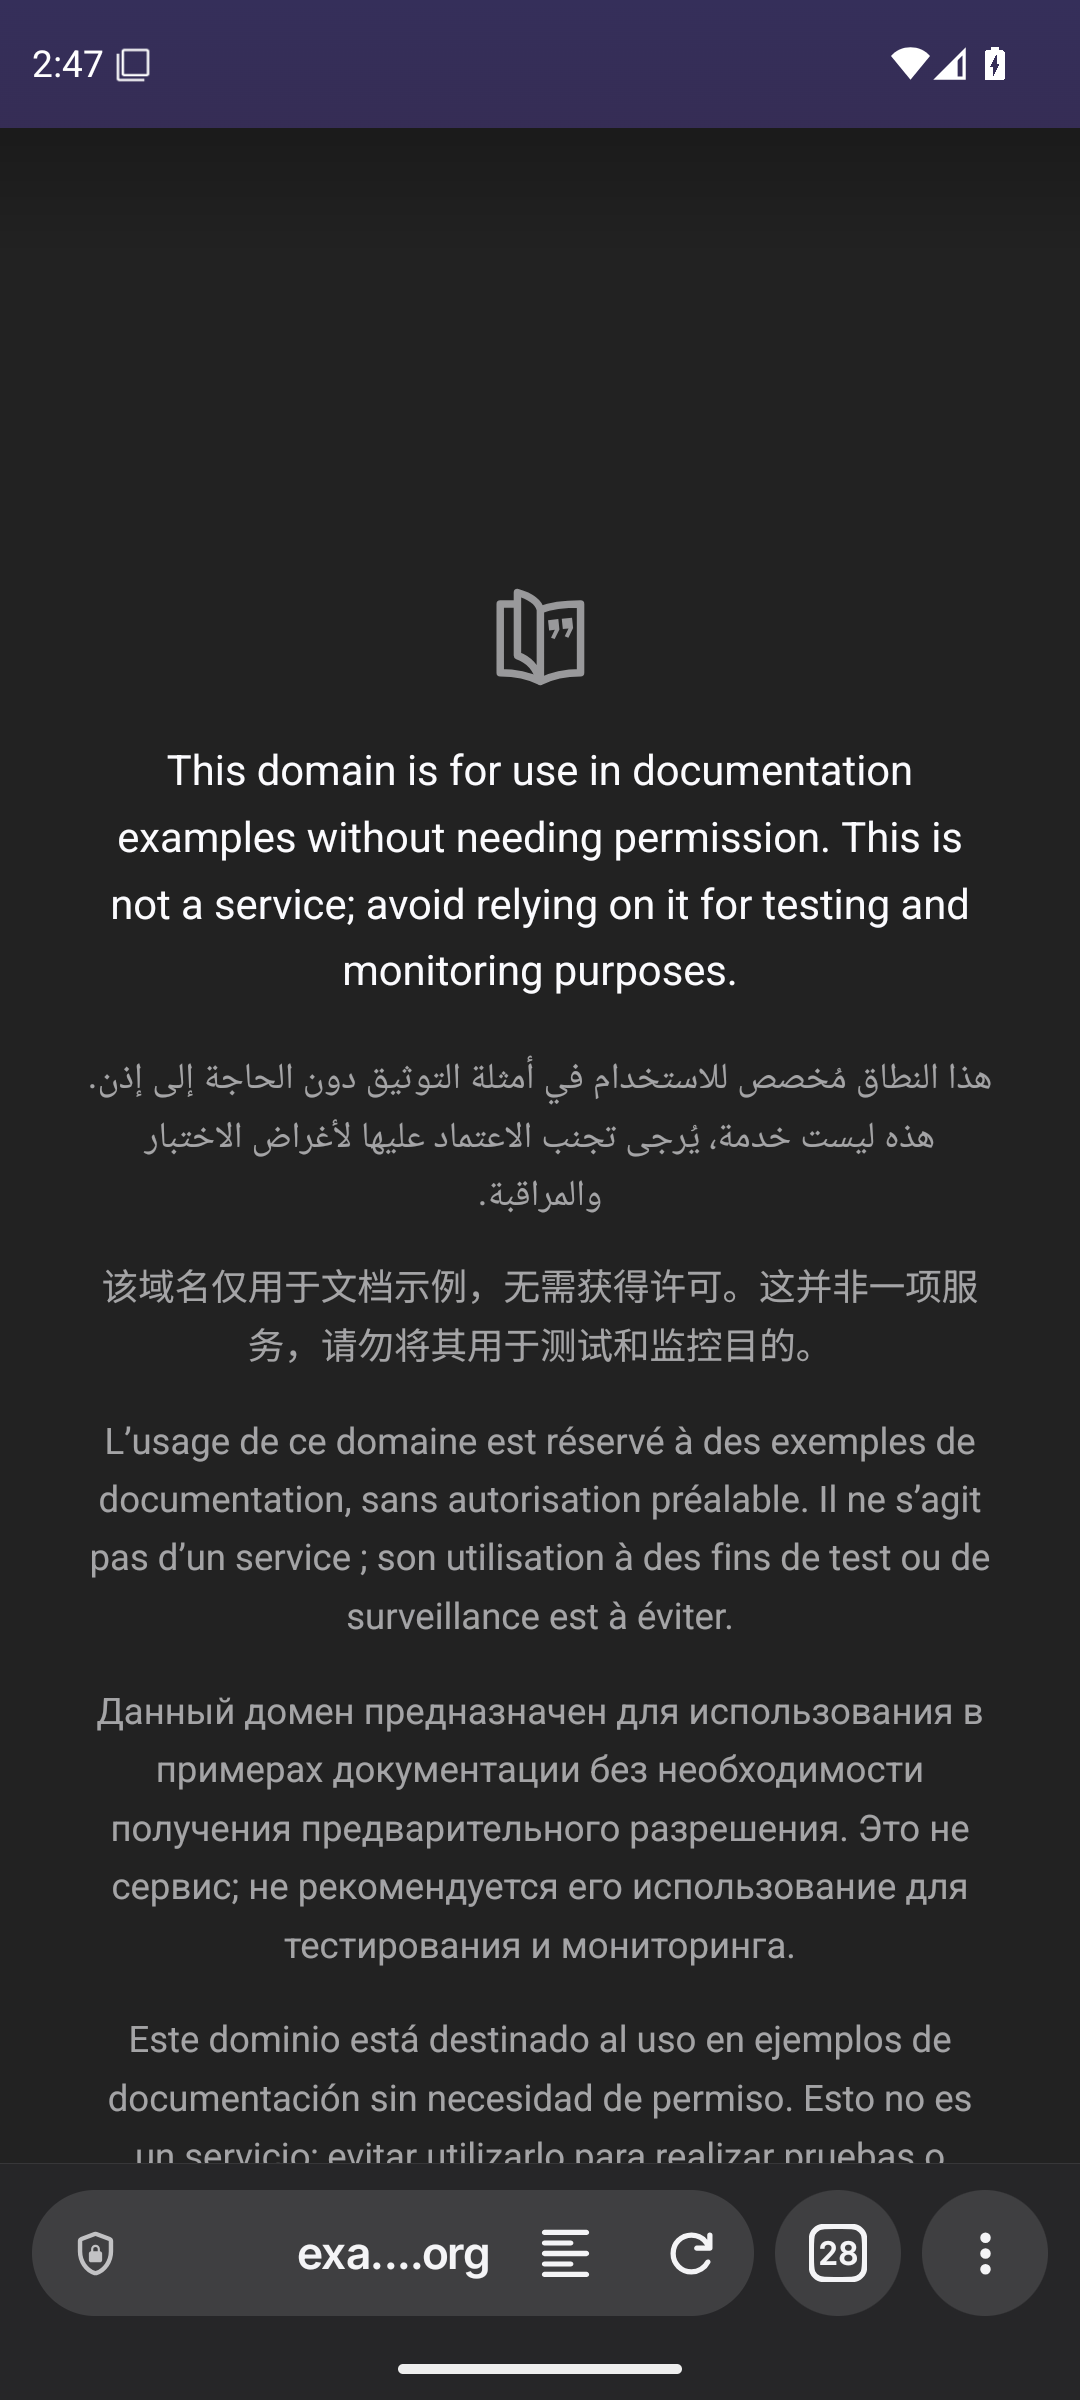 2:47
This domain is for use in documentation
examples without needing permission. This is
not a service; avoid relying on it for testing and
monitoring purposes.
هذا النطاق مُخصص للاستخدام في أمثلة التوثيق دون الحاجة إلى إذن.
هذه ليست خدمة، يُرجى تجنب الاعتماد عليها لأغراض الاختبار
والمراقبة.
该域名仅用于文档示例，无需获得许可。这并非一项服
务，请勿将其用于测试和监控目的。
L’usage de ce domaine est réservé à des exemples de
documentation, sans autorisation préalable. Il ne s’agit
pas d’un service ; son utilisation à des fins de test ou de
surveillance est à éviter.
Данный домен предназначен для использования в
примерах документации без необходимости
получения предварительного разрешения. Это не
сервис; не рекомендуется его использование для
тестирования и мониторинга.
Este dominio está destinado al uso en ejemplos de
documentación sin necesidad de permiso. Esto no es
un servicio; evitar utilizarlo para realizar pruebas o
exa....org
28